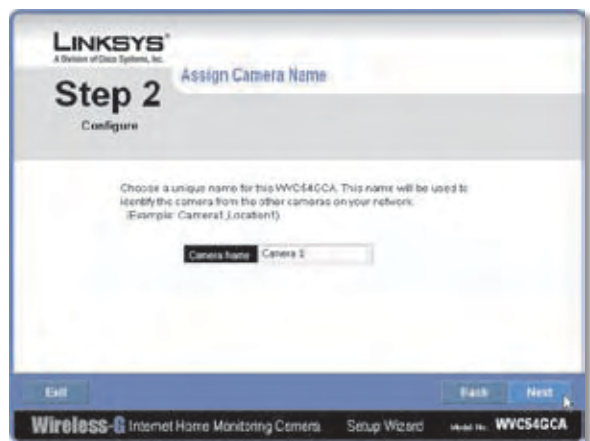 LINKSYS®
A Division of Cisco Systems, Inc.
Assign Camera Name
Step 2
Configure
Choose a unique name for this WVC54GCA. This name will be used to
identify the camera from the other cameras on your network.
(Example: Camera1,Location1)
Camera Name Camera 1
Exit Back Next
Wireless-G Internet Home Monitoring Camera Setup Wizard Model No. WVC54GCA